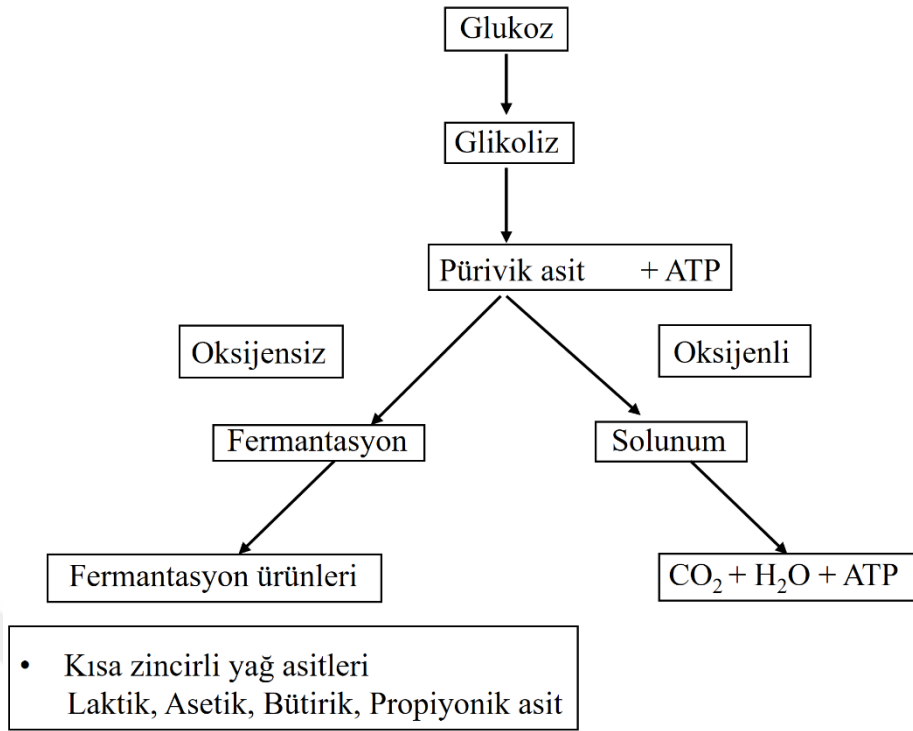 Glukoz
Glikoliz
Pürivik asit + ATP
Oksijensiz
Oksijenli
Fermantasyon
Solunum
Fermantasyon ürünleri
CO₂ + H₂O + ATP
• Kısa zincirli yağ asitleri
Laktik, Asetik, Bütirik, Propiyonik asit